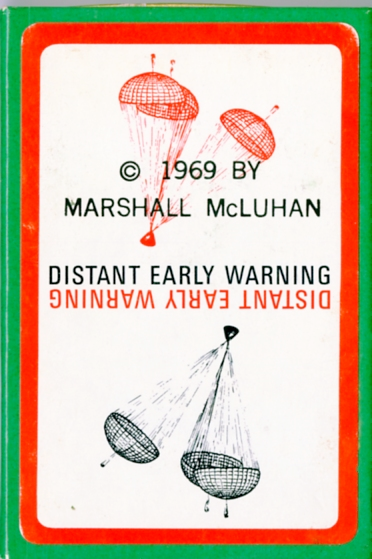 © 1969 BY
MARSHALL McLUHAN
DISTANT EARLY WARNING
DISTANT EARLY WARNING